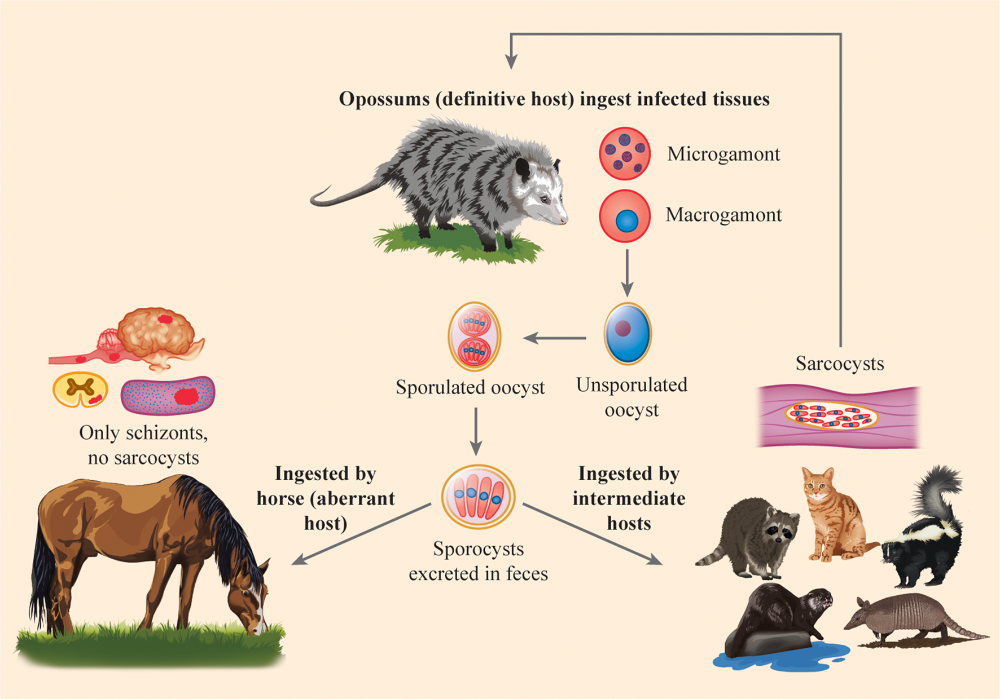 Opossums (definitive host) ingest infected tissues
Microgamont
Macrogamont
Sporulated oocyst
Unsporulated
oocyst
Sarcocysts
Only schizonts,
no sarcocysts
Ingested by
horse (aberrant
host)
Ingested by
intermediate
hosts
Sporocysts
excreted in feces